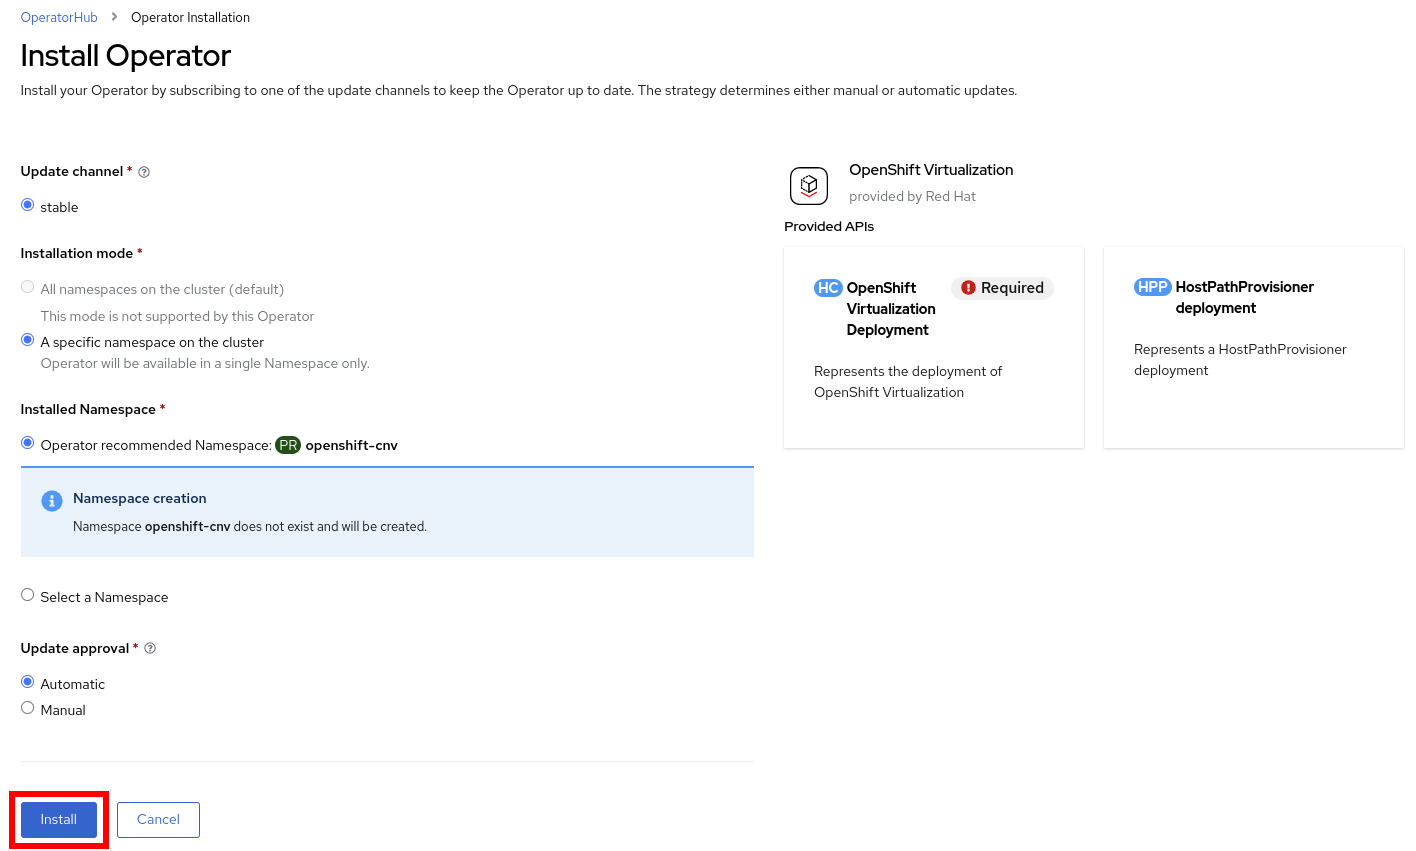 OperatorHub > Operator Installation
Install Operator
Install your Operator by subscribing to one of the update channels to keep the Operator up to date. The strategy determines either manual or automatic updates.
Update channel *
stable
Installation mode *
All namespaces on the cluster (default)
This mode is not supported by this Operator
A specific namespace on the cluster
Operator will be available in a single Namespace only.
Installed Namespace *
Operator recommended Namespace: PR openshift-cnv
Namespace creation
Namespace openshift-cnv does not exist and will be created.
Select a Namespace
Update approval *
Automatic
Manual
Install
Cancel
OpenShift Virtualization
provided by Red Hat
Provided APIs
HC OpenShift
Virtualization
Deployment
Required
Represents the deployment of
OpenShift Virtualization
HPP HostPathProvisioner
deployment
Represents a HostPathProvisioner
deployment